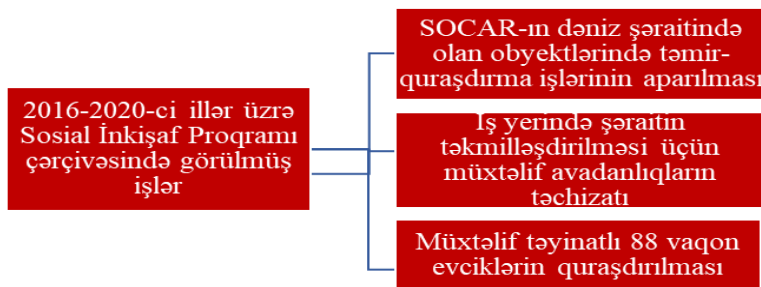 2016-2020-ci illər üzrə
Sosial İnkişaf Proqramı
çərçivəsində görülmüş
işlər
SOCAR-ın dəniz şəraitində
olan obyektlərində təmir-
quraşdırma işlərinin aparılması
İş yerində şəraitin
təkmilləşdirilməsi üçün
müxtəlif avadanlıqların
təchizatı
Müxtəlif təyinatlı 88 vaqon
evciklərin quraşdırılması